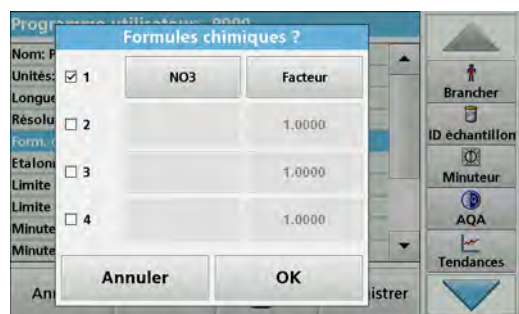 Programme utilisateur 9000
Formules chimiques ?
Nom: P
Unités:
Longue
Résolu
Form. c
Etalon
Limite
Limite
Minute
Minute
1
NO3
Facteur
2
1.0000
3
1.0000
4
1.0000
Annuler
OK
An
istrer
Brancher
ID échantillon
Minuteur
AQA
Tendances